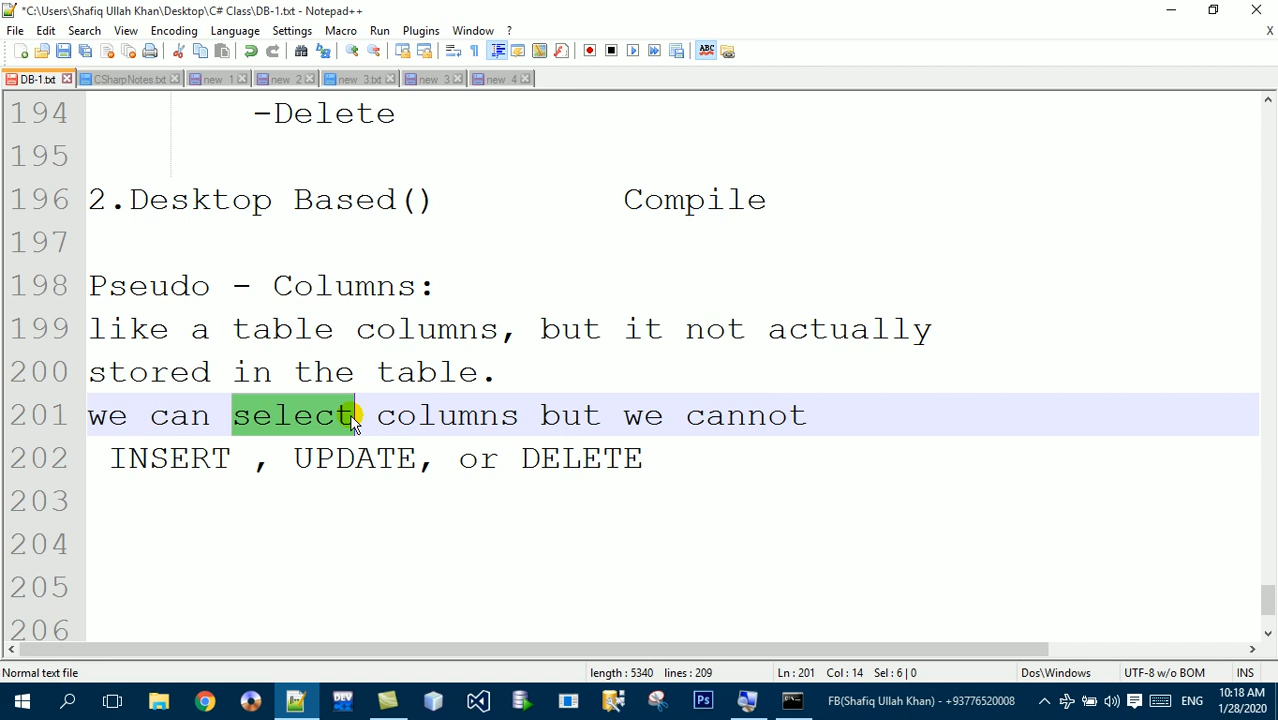 *C:\Users\Shafiq Ullah Khan\Desktop\C# Class\DB-1.txt - Notepad++
File Edit Search View Encoding Language Settings Macro Run Plugins Window ? X
DB-1.txt CSharpNotes.txt new 1 new 2 new 3.txt new 3 new 4
194 -Delete
195
196 2.Desktop Based() Compile
197
198 Pseudo - Columns:
199 like a table columns, but it not actually
200 stored in the table.
201 we can select columns but we cannot
202 INSERT , UPDATE, or DELETE
203
204
205
206
Normal text file length : 5340 lines : 209 Ln : 201 Col : 14 Sel : 6 | 0 Dos\Windows UTF-8 w/o BOM INS
FB(Shafiq Ullah Khan) - +93776520008 ENG 10:18 AM
1/28/2020